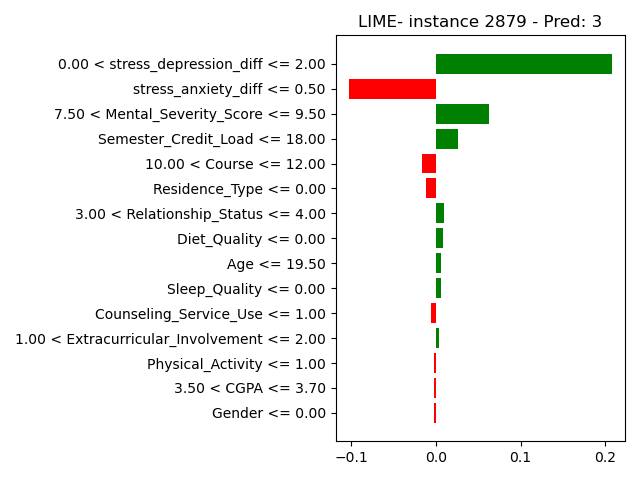 LIME- instance 2879 - Pred: 3
0.00 < stress_depression_diff <= 2.00
stress_anxiety_diff <= 0.50
7.50 < Mental_Severity_Score <= 9.50
Semester_Credit_Load <= 18.00
10.00 < Course <= 12.00
Residence_Type <= 0.00
3.00 < Relationship_Status <= 4.00
Diet_Quality <= 0.00
Age <= 19.50
Sleep_Quality <= 0.00
Counseling_Service_Use <= 1.00
1.00 < Extracurricular_Involvement <= 2.00
Physical_Activity <= 1.00
3.50 < CGPA <= 3.70
Gender <= 0.00
−0.1 0.0 0.1 0.2